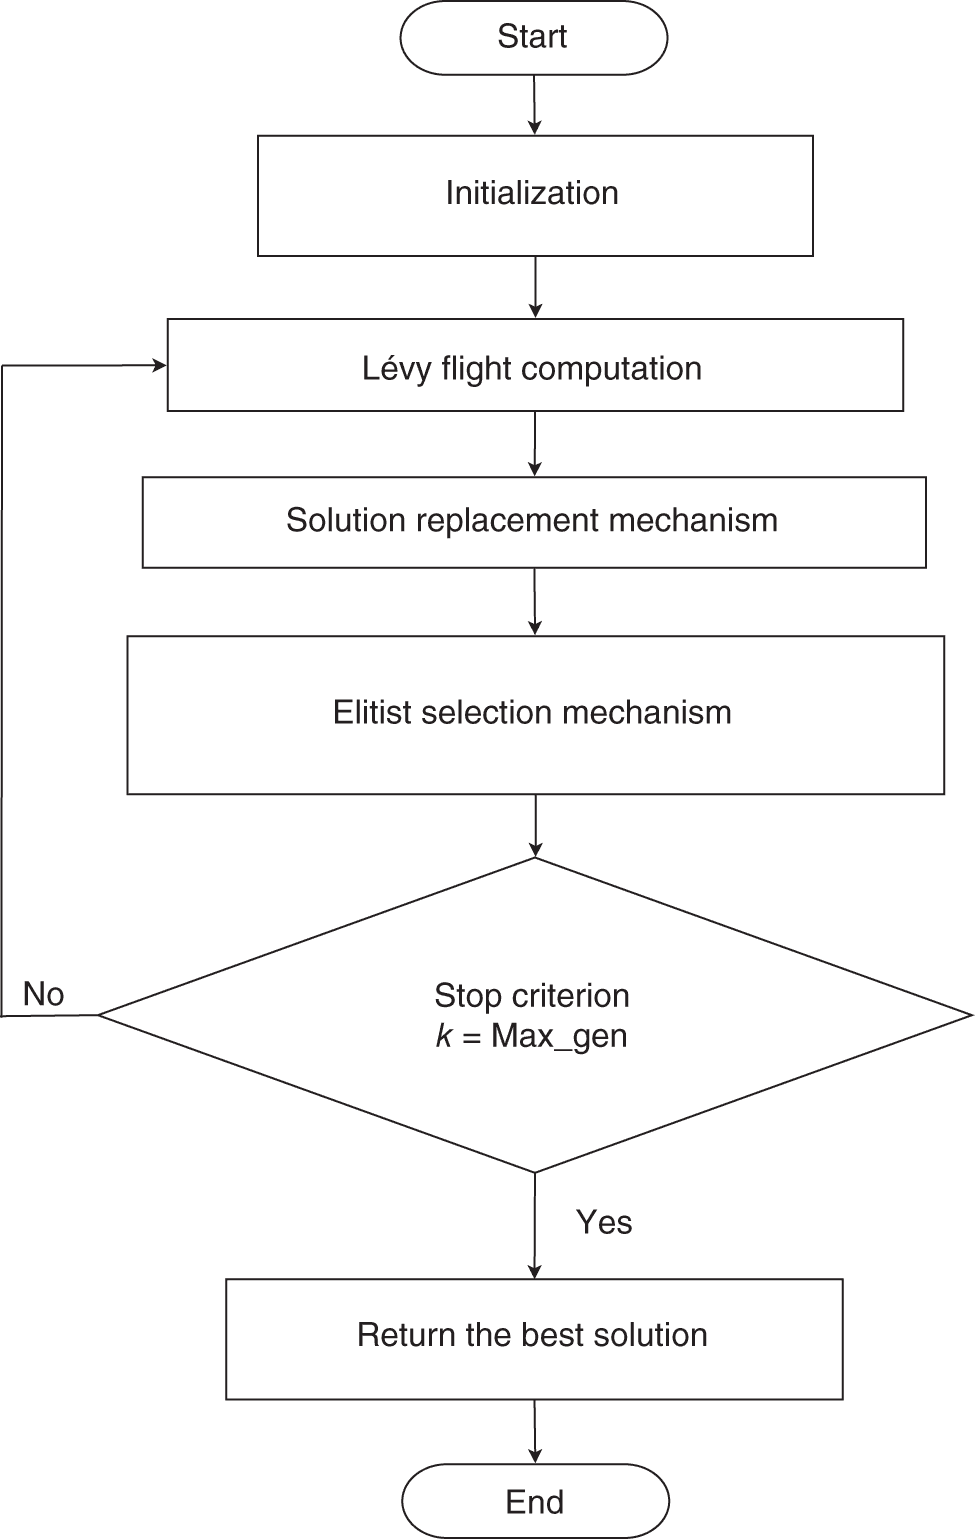 Start
Initialization
Lévy flight computation
Solution replacement mechanism
Elitist selection mechanism
Stop criterion
k = Max_gen
No
Yes
Return the best solution
End